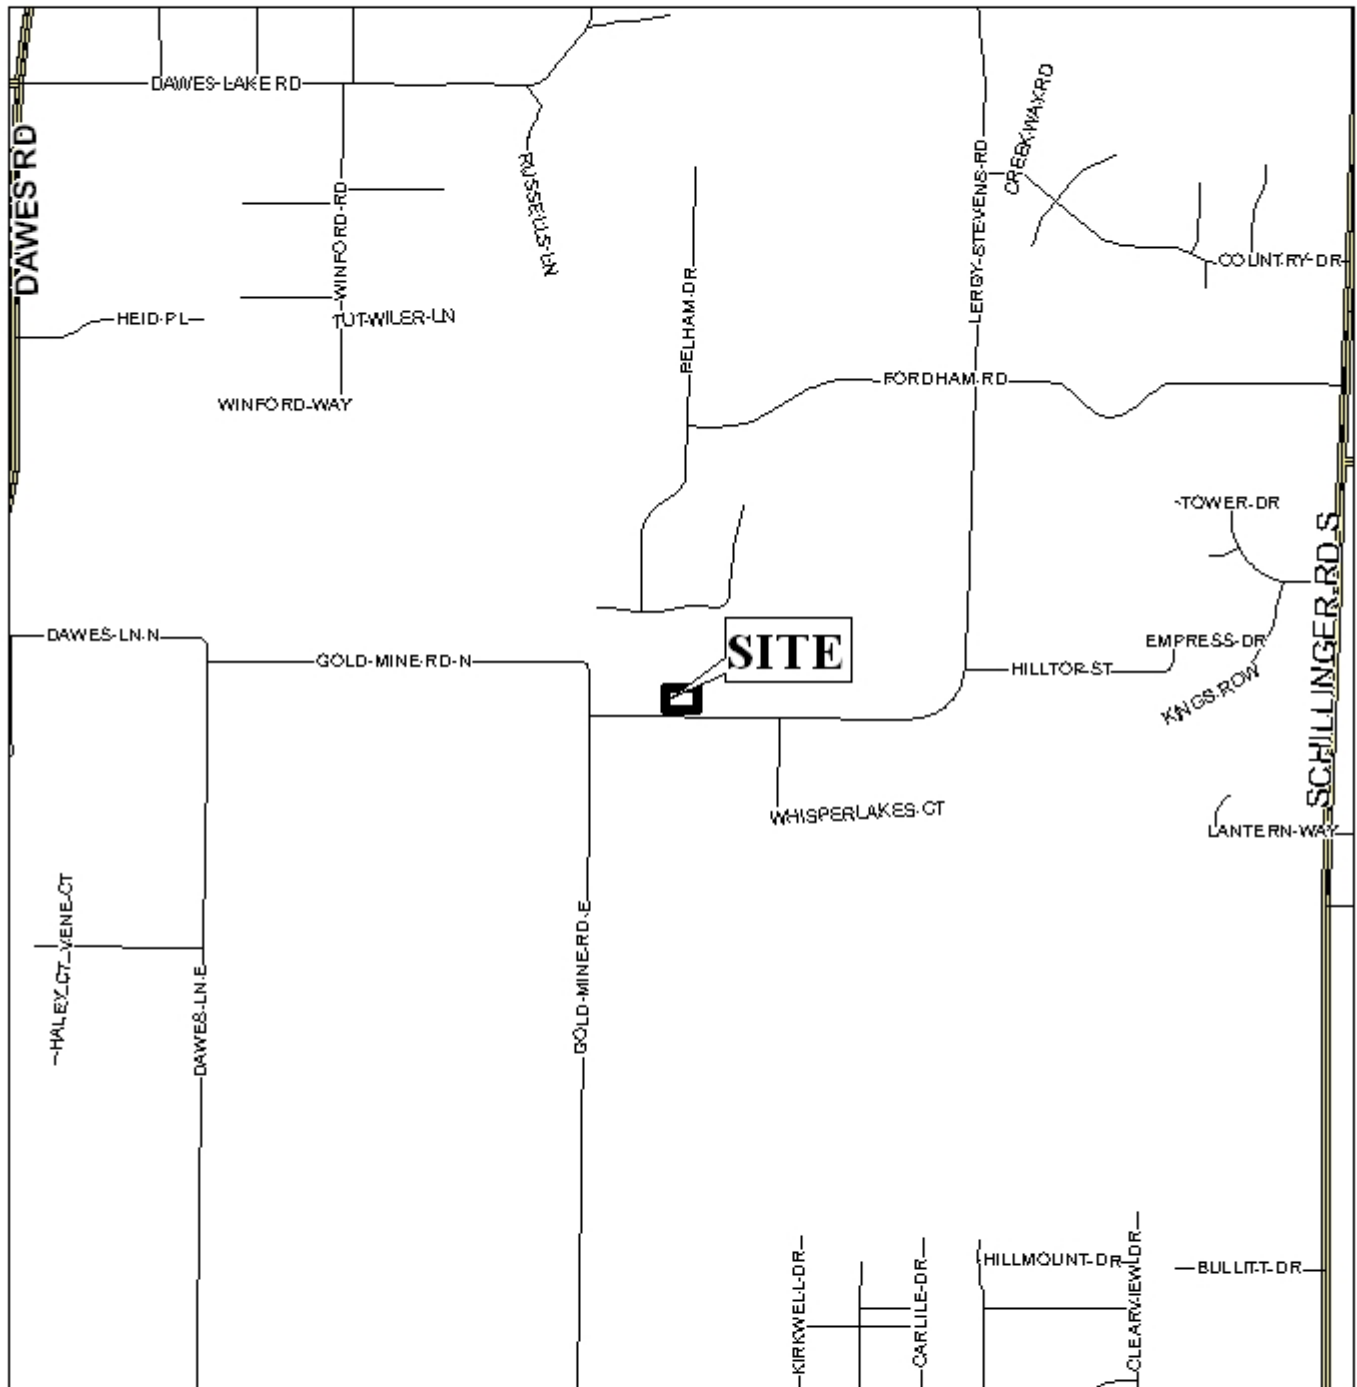 DAWES LAKE RD
DAWES RD
CREEKWAY RD
RUSSELLS LN
WINFORD RD
LEROY STEVENS RD
PELHAM DR
COUNTRY DR
HEID PL
TUTWILER LN
FORDHAM RD
WINFORD WAY
TOWER DR
SCHILLINGER RD S
DAWES LN N
GOLD MINE RD N
SITE
EMPRESS DR
HILLTOP ST
KINGS ROW
WHISPERLAKES CT
LANTERN WAY
HALEY CT
VENE CT
DAWES LN E
GOLD MINE RD E
KIRKWELL DR
CARLILE DR
HILLMOUNT DR
CLEARVIEW DR
BULLITT DR